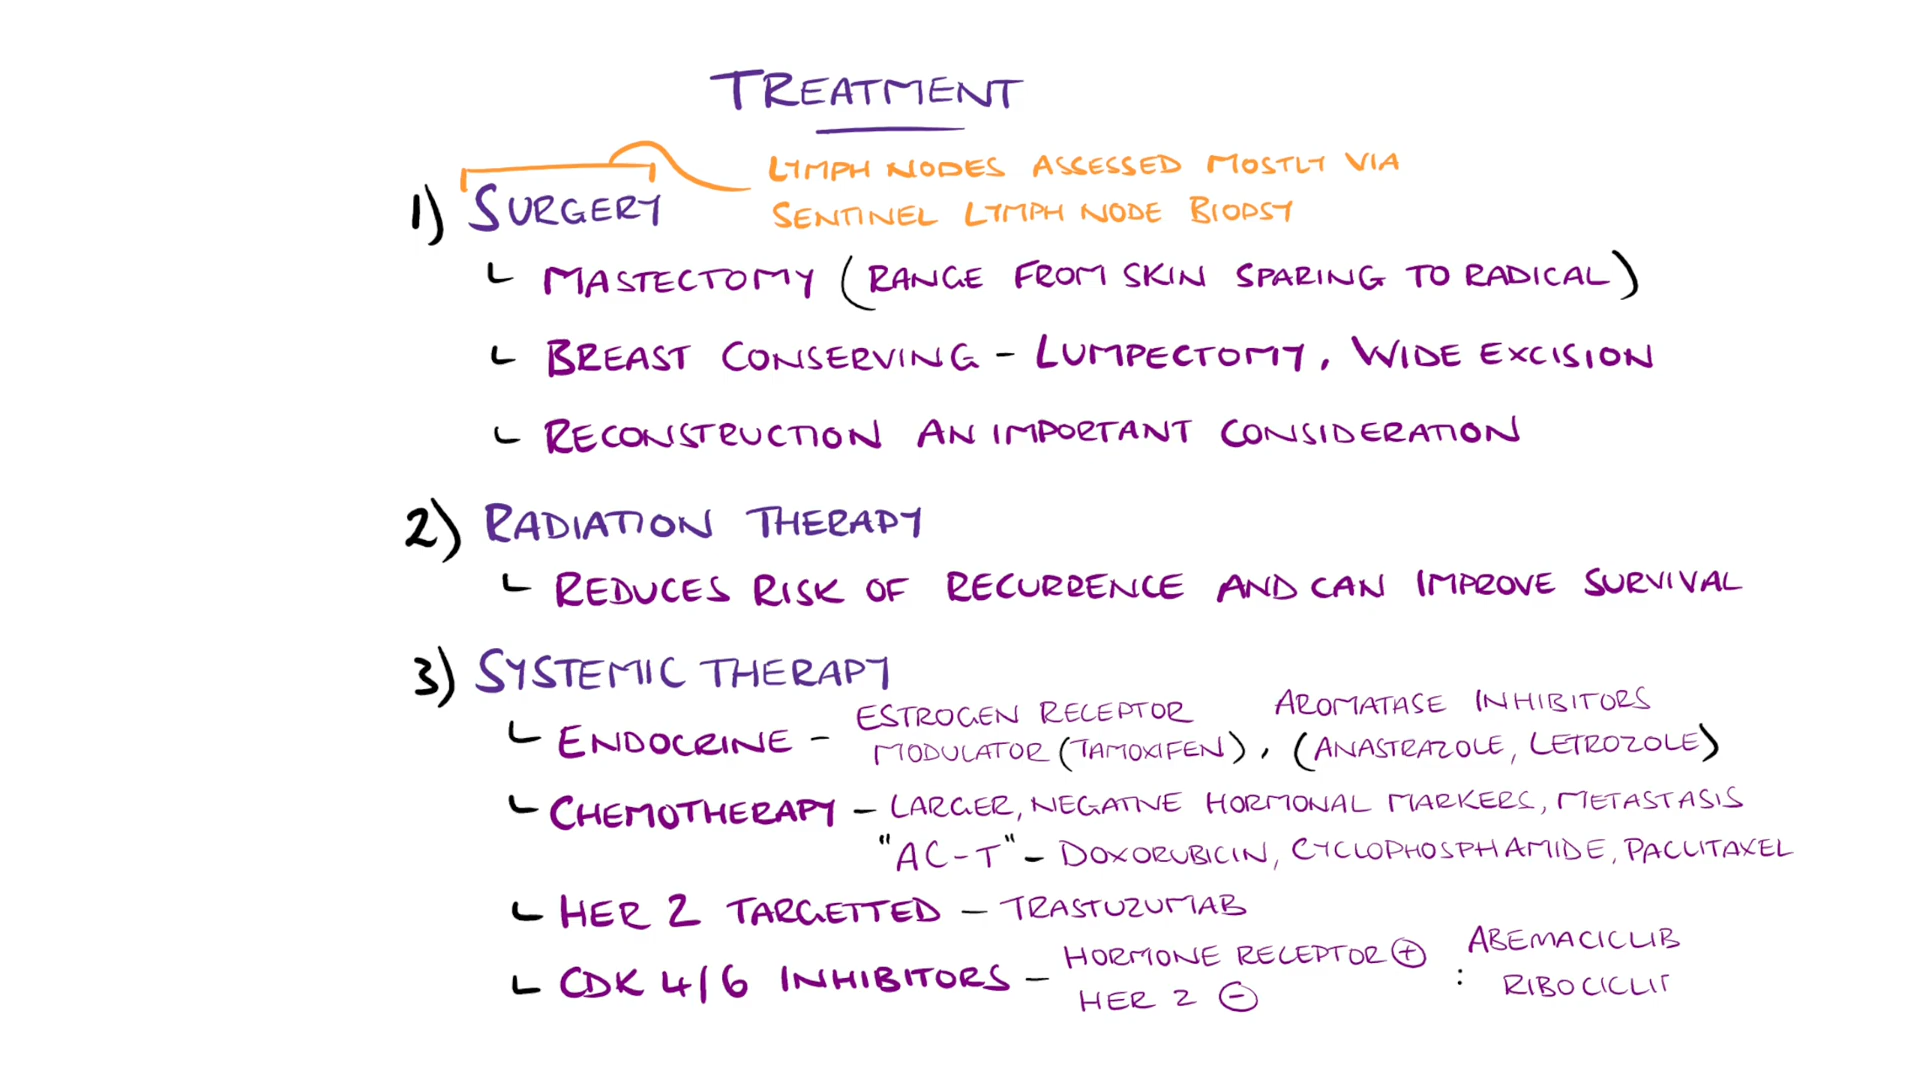 TREATMENT
LYMPH NODES ASSESSED MOSTLY VIA
SENTINEL LYMPH NODE BIOPSY
1) SURGERY
MASTECTOMY (RANGE FROM SKIN SPARING TO RADICAL)
BREAST CONSERVING - LUMPECTOMY, WIDE EXCISION
RECONSTRUCTION AN IMPORTANT CONSIDERATION
2) RADIATION THERAPY
REDUCES RISK OF RECURRENCE AND CAN IMPROVE SURVIVAL
3) SYSTEMIC THERAPY
ENDOCRINE - ESTROGEN RECEPTOR MODULATOR (TAMOXIFEN), AROMATASE INHIBITORS (ANASTRAZOLE, LETROZOLE)
CHEMOTHERAPY - LARGER, NEGATIVE HORMONAL MARKERS, METASTASIS
"AC-T" - DOXORUBICIN, CYCLOPHOSPHAMIDE, PACLITAXEL
HER 2 TARGETTED - TRASTUZUMAB
CDK 4/6 INHIBITORS - HORMONE RECEPTOR + HER 2 - : ABEMACICLIB RIBOCICLI